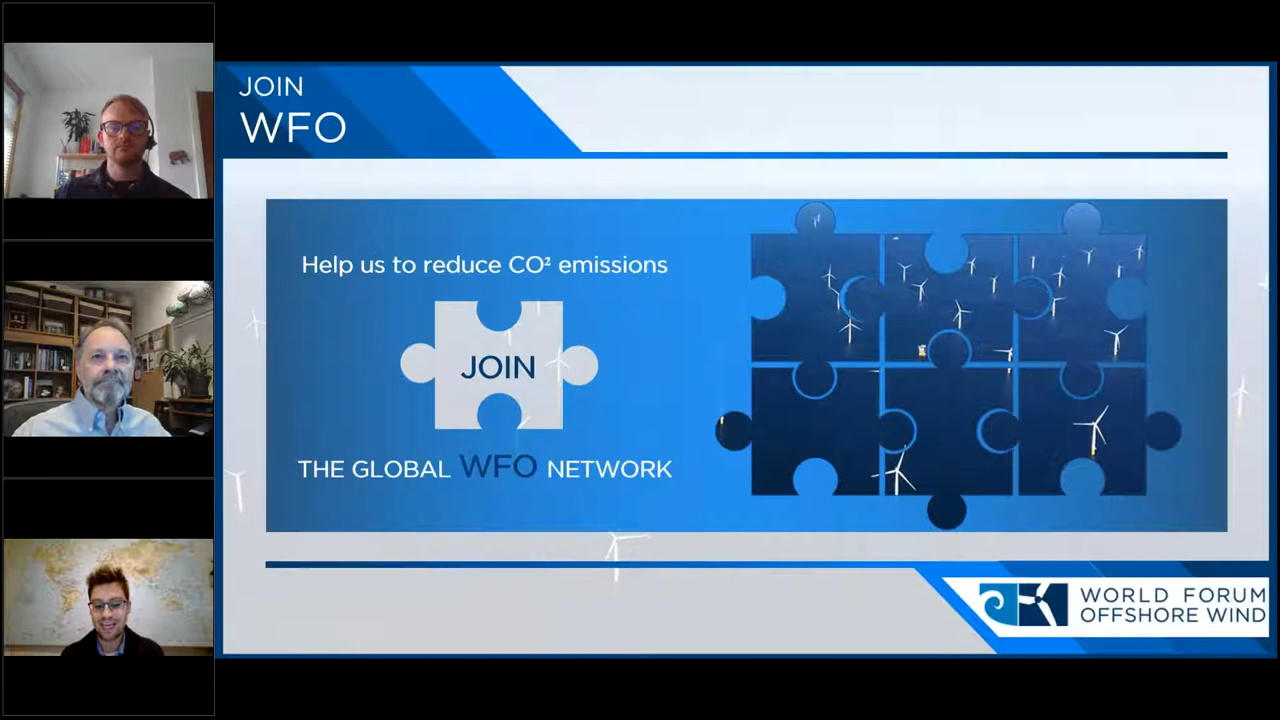 JOIN
WFO
Help us to reduce CO² emissions
JOIN
THE GLOBAL WFO NETWORK
WORLD FORUM
OFFSHORE WIND